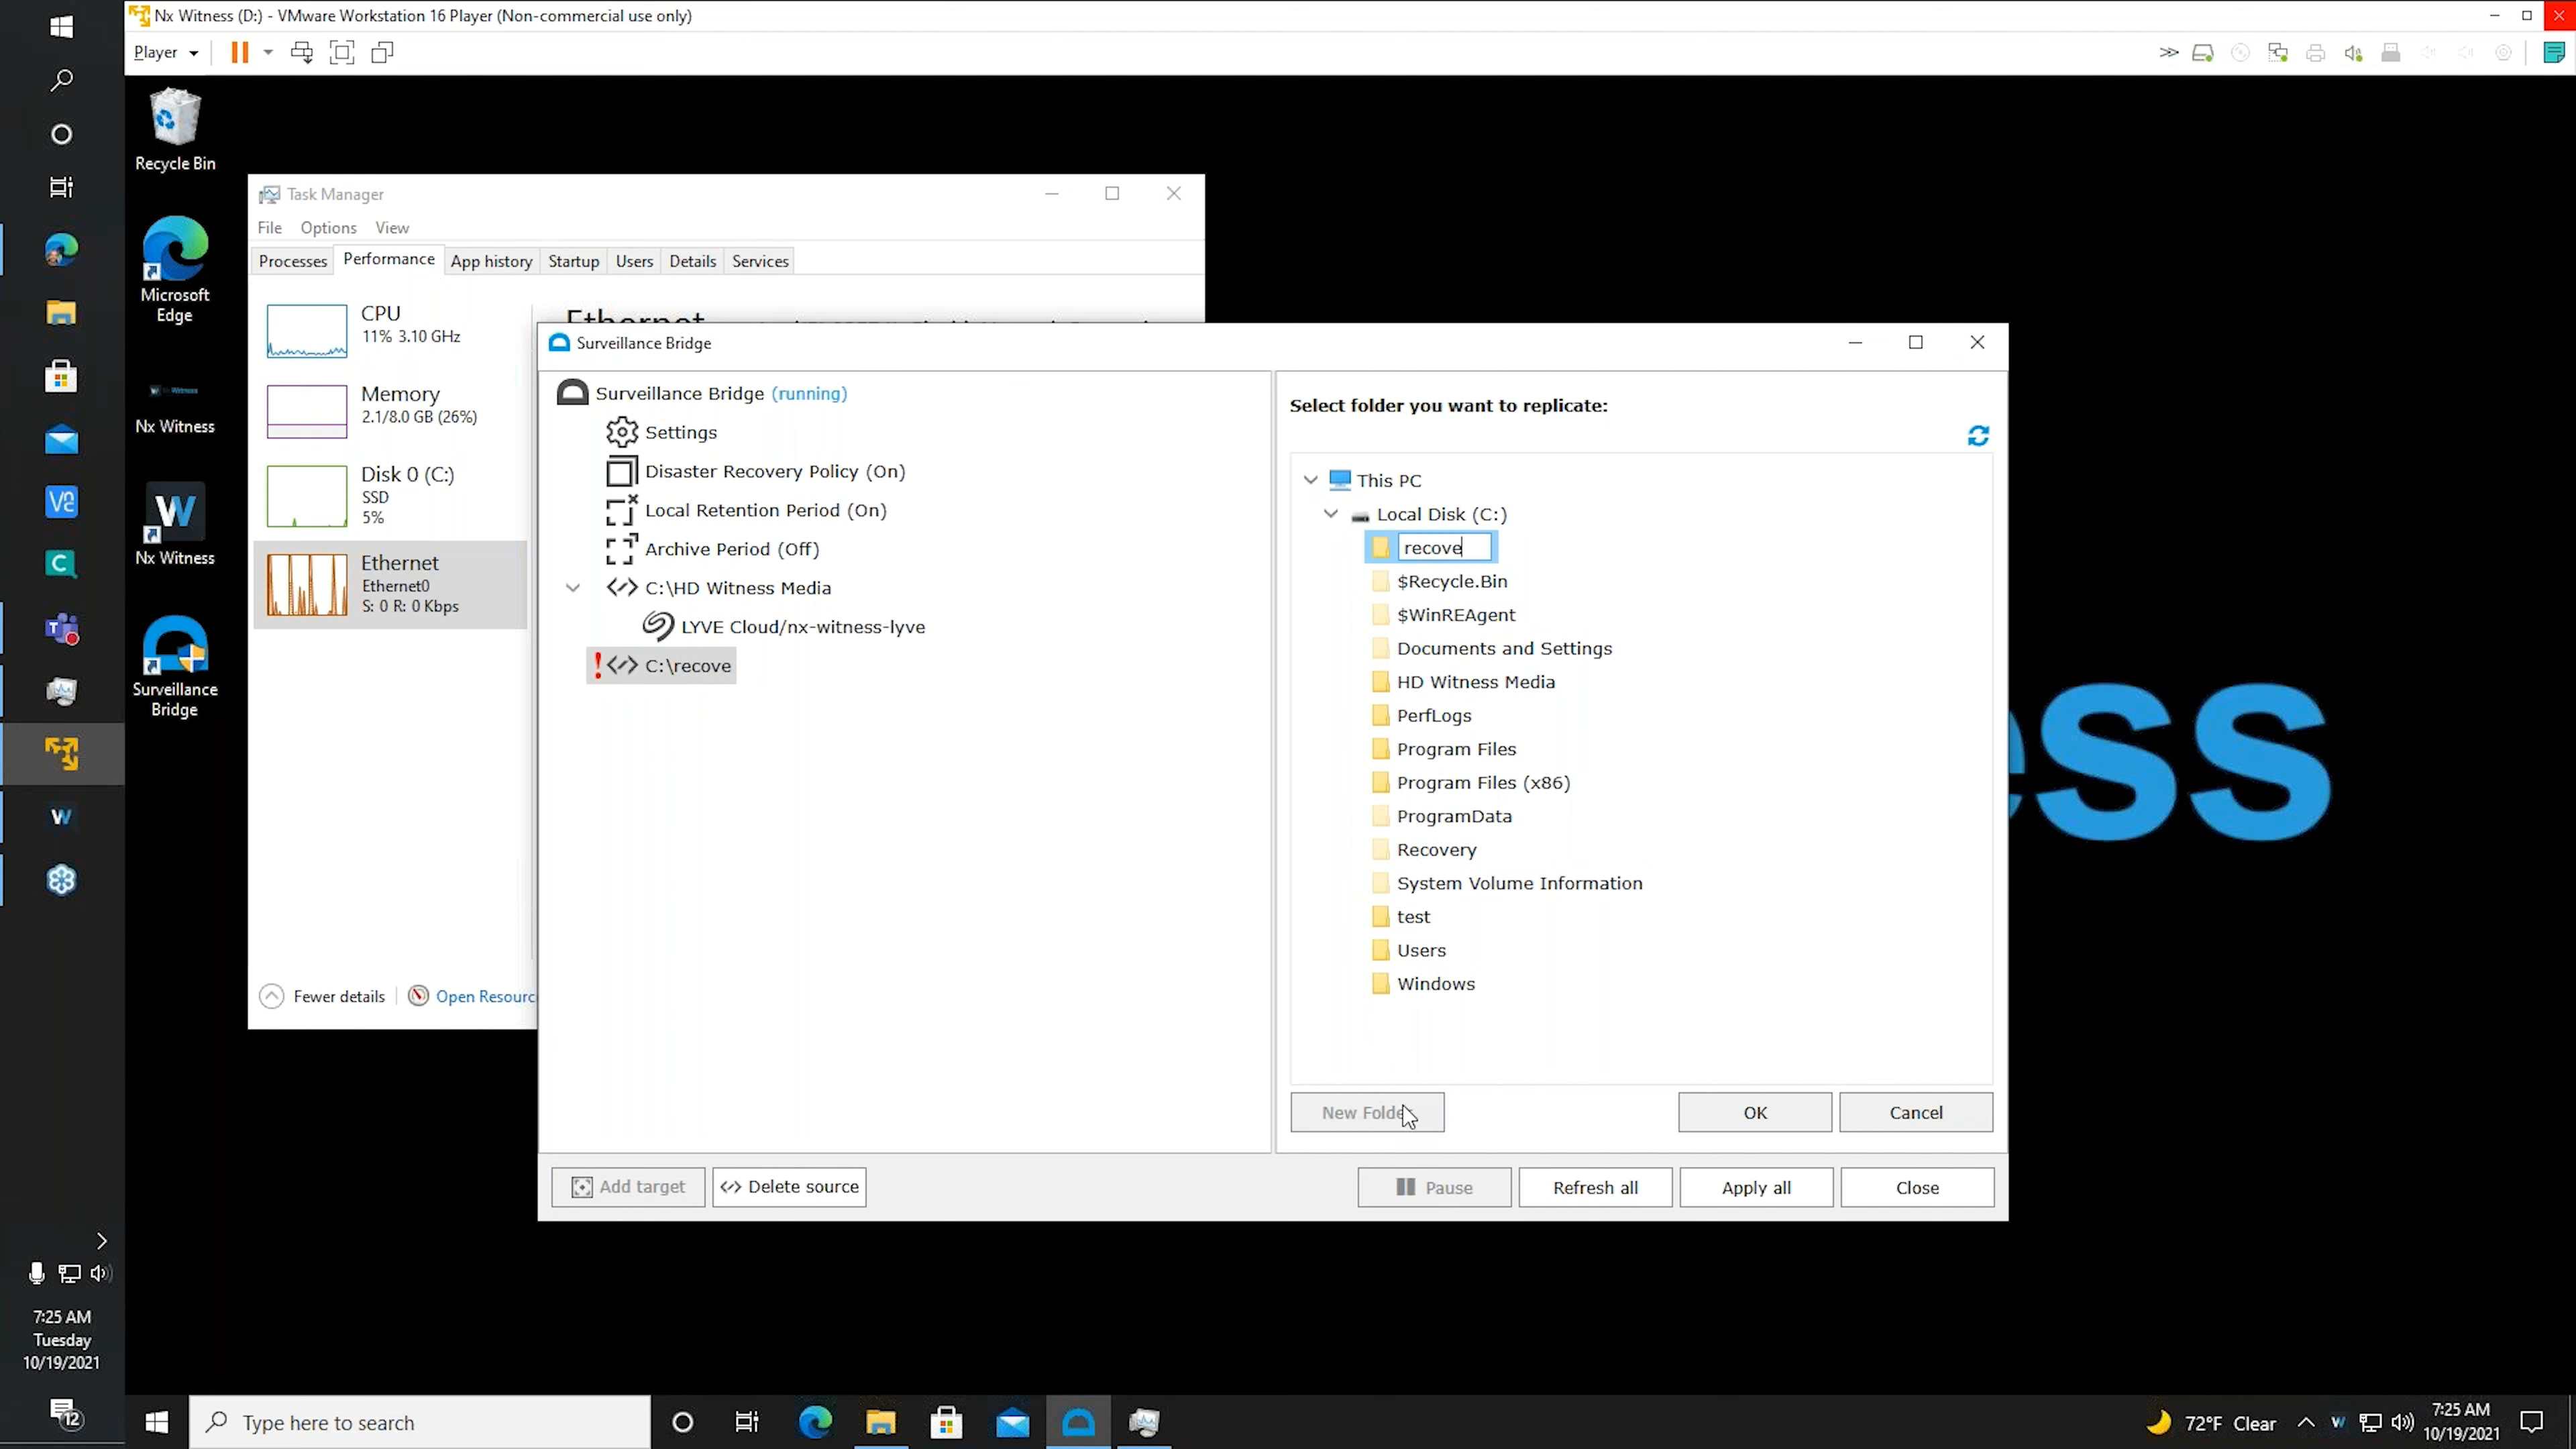 Nx Witness (D:) - VMware Workstation 16 Player (Non-commercial use only)
Player
Recycle Bin
Microsoft
Edge
Nx Witness
Nx Witness
Surveillance
Bridge
Task Manager
File Options View
Processes Performance App history Startup Users Details Services
CPU
11% 3.10 GHz
Memory
2.1/8.0 GB (26%)
Disk 0 (C:)
SSD
5%
Ethernet
Ethernet0
S: 0 R: 0 Kbps
Ethernet
Fewer details
Open Resourc
Surveillance Bridge
Surveillance Bridge (running)
Settings
Disaster Recovery Policy (On)
Local Retention Period (On)
Archive Period (Off)
C:\HD Witness Media
LYVE Cloud/nx-witness-lyve
! C:\recove
Add target
Delete source
Select folder you want to replicate:
This PC
Local Disk (C:)
recove
$Recycle.Bin
$WinREAgent
Documents and Settings
HD Witness Media
PerfLogs
Program Files
Program Files (x86)
ProgramData
Recovery
System Volume Information
test
Users
Windows
New Folde
OK
Cancel
Pause
Refresh all
Apply all
Close
ess
7:25 AM
Tuesday
10/19/2021
12
Type here to search
72°F Clear
7:25 AM
10/19/2021